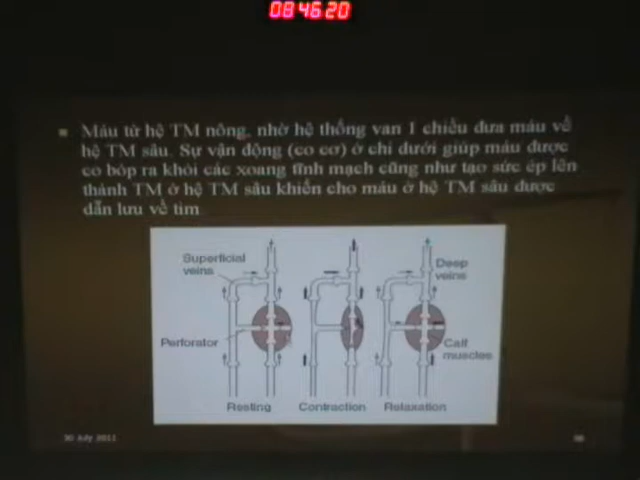 08:46:20
Máu từ hệ TM nông, nhờ hệ thống van 1 chiều đưa máu về
hệ TM sâu. Sự vận động (co cơ) ở chi dưới giúp máu được
co bóp ra khỏi các xoang tĩnh mạch cũng như tạo sức ép lên
thành TM ở hệ TM sâu khiến cho máu ở hệ TM sâu được
dẫn lưu về tim
Superficial
veins
Deep
veins
Perforator
Calf
muscles
Resting
Contraction
Relaxation
30 July 2011